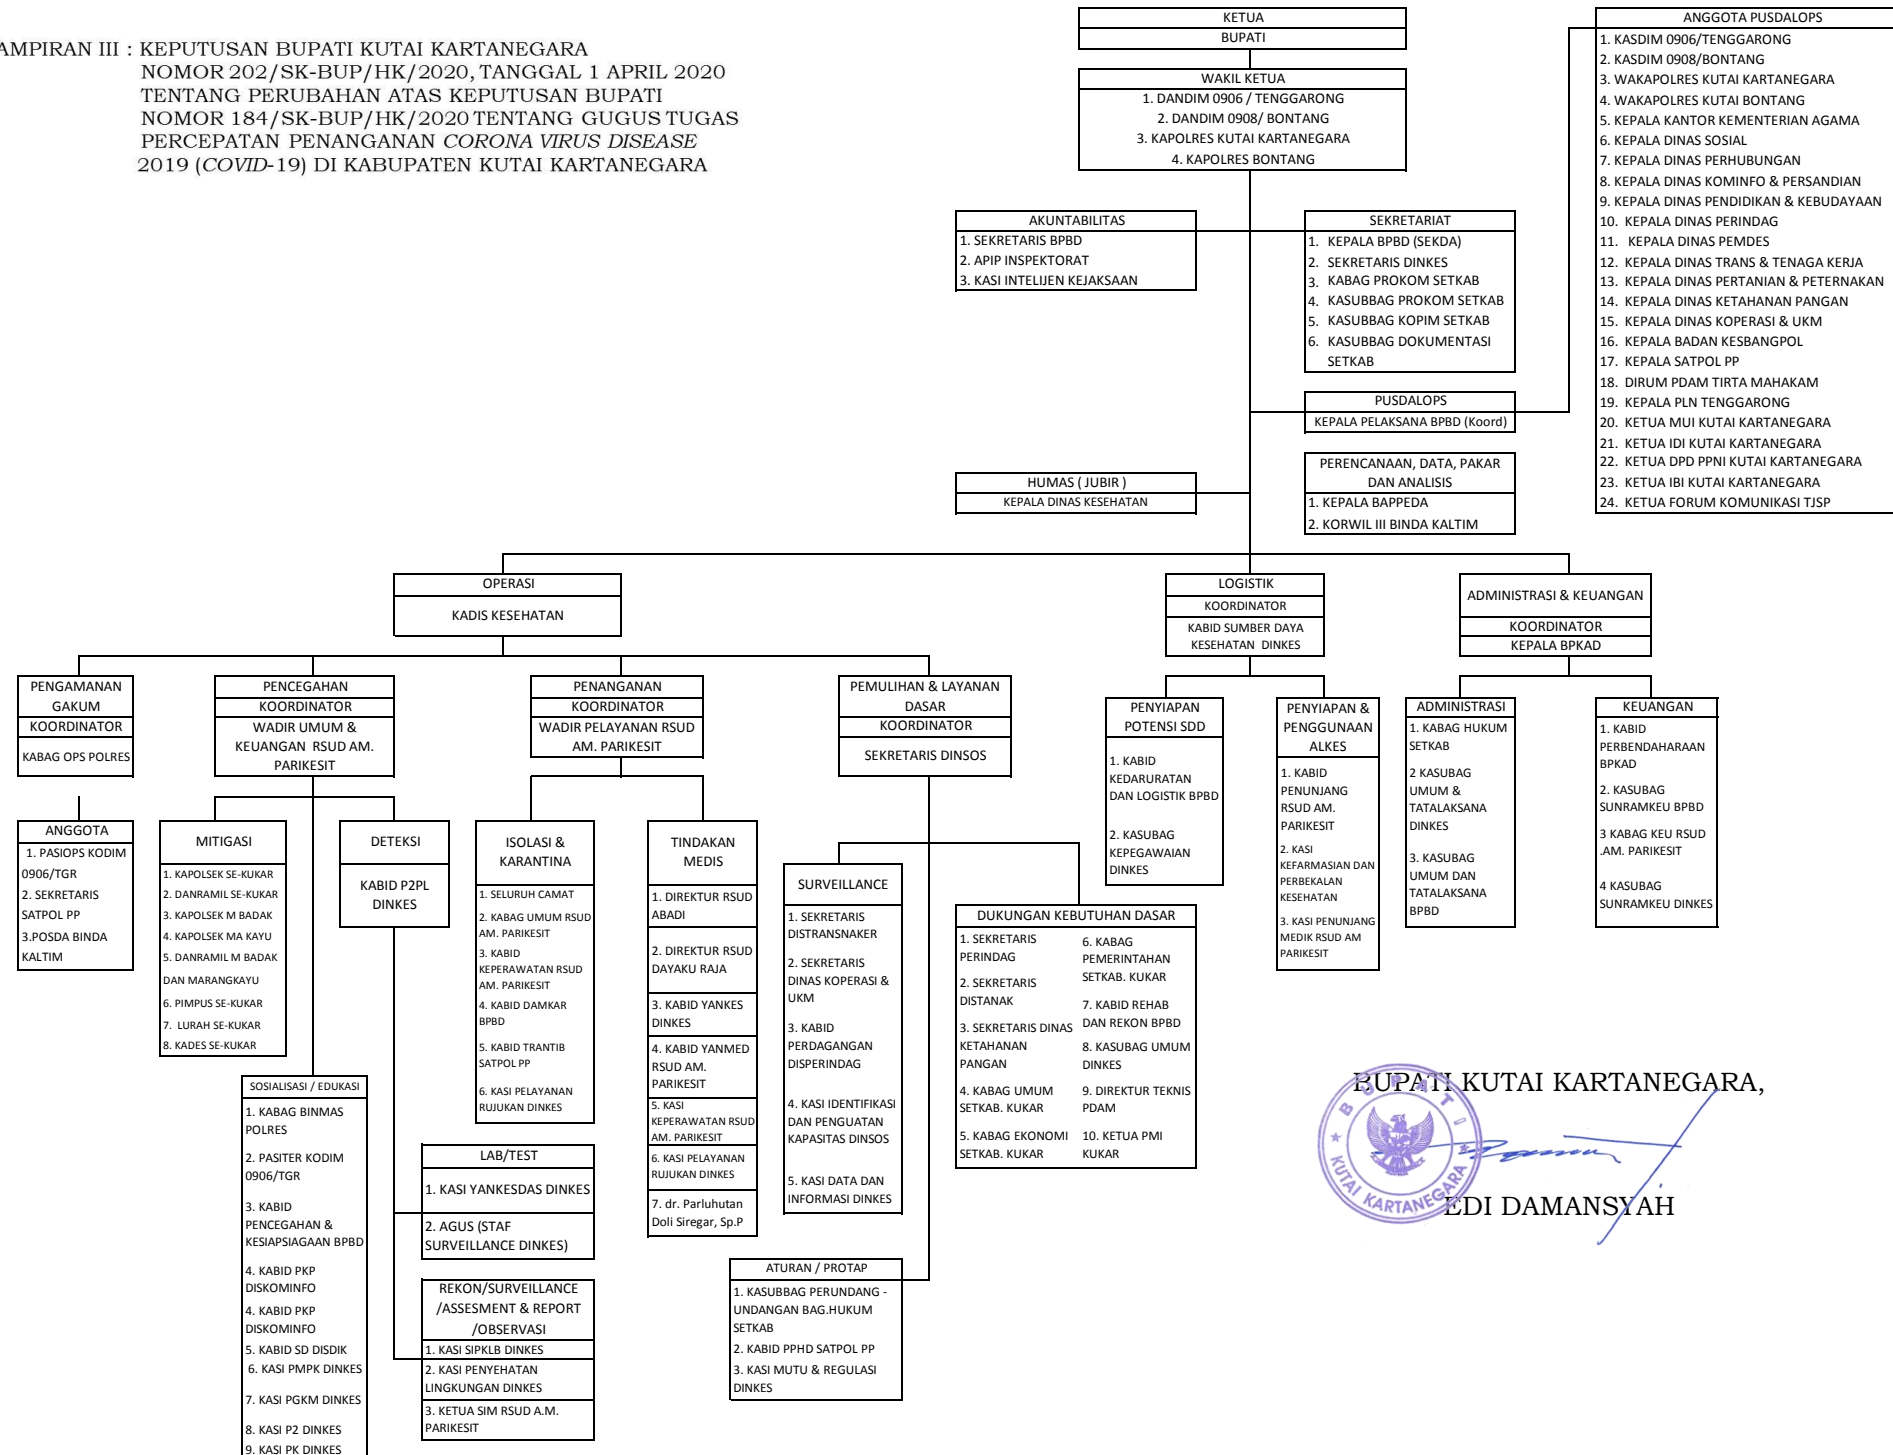 AMPIRAN III : KEPUTUSAN BUPATI KUTAI KARTANEGARA
NOMOR 202/SK-BUP/HK/2020, TANGGAL 1 APRIL 2020
TENTANG PERUBAHAN ATAS KEPUTUSAN BUPATI
NOMOR 184/SK-BUP/HK/2020 TENTANG GUGUS TUGAS
PERCEPATAN PENANGANAN CORONA VIRUS DISEASE
2019 (COVID-19) DI KABUPATEN KUTAI KARTANEGARA
KETUA
BUPATI
WAKIL KETUA
1. DANDIM 0906 / TENGGARONG
2. DANDIM 0908/ BONTANG
3. KAPOLRES KUTAI KARTANEGARA
4. KAPOLRES BONTANG
ANGGOTA PUSDALOPS
1. KASDIM 0906/TENGGARONG
2. KASDIM 0908/BONTANG
3. WAKAPOLRES KUTAI KARTANEGARA
4. WAKAPOLRES KUTAI BONTANG
5. KEPALA KANTOR KEMENTERIAN AGAMA
6. KEPALA DINAS SOSIAL
7. KEPALA DINAS PERHUBUNGAN
8. KEPALA DINAS KOMINFO & PERSANDIAN
9. KEPALA DINAS PENDIDIKAN & KEBUDAYAAN
10. KEPALA DINAS PERINDAG
11. KEPALA DINAS PEMDES
12. KEPALA DINAS TRANS & TENAGA KERJA
13. KEPALA DINAS PERTANIAN & PETERNAKAN
14. KEPALA DINAS KETAHANAN PANGAN
15. KEPALA DINAS KOPERASI & UKM
16. KEPALA BADAN KESBANGPOL
17. KEPALA SATPOL PP
18. DIRUM PDAM TIRTA MAHAKAM
19. KEPALA PLN TENGGARONG
20. KETUA MUI KUTAI KARTANEGARA
21. KETUA IDI KUTAI KARTANEGARA
22. KETUA DPD PPNI KUTAI KARTANEGARA
23. KETUA IBI KUTAI KARTANEGARA
24. KETUA FORUM KOMUNIKASI TJSP
AKUNTABILITAS
1. SEKRETARIS BPBD
2. APIP INSPEKTORAT
3. KASI INTELIJEN KEJAKSAAN
SEKRETARIAT
1. KEPALA BPBD (SEKDA)
2. SEKRETARIS DINKES
3. KABAG PROKOM SETKAB
4. KASUBBAG PROKOM SETKAB
5. KASUBBAG KOPIM SETKAB
6. KASUBBAG DOKUMENTASI
SETKAB
PUSDALOPS
KEPALA PELAKSANA BPBD (Koord)
HUMAS ( JUBIR )
KEPALA DINAS KESEHATAN
PERENCANAAN, DATA, PAKAR
DAN ANALISIS
1. KEPALA BAPPEDA
2. KORWIL III BINDA KALTIM
OPERASI
KADIS KESEHATAN
LOGISTIK
KOORDINATOR
KABID SUMBER DAYA
KESEHATAN DINKES
ADMINISTRASI & KEUANGAN
KOORDINATOR
KEPALA BPKAD
PENGAMANAN
GAKUM
KOORDINATOR
KABAG OPS POLRES
PENCEGAHAN
KOORDINATOR
WADIR UMUM &
KEUANGAN RSUD AM.
PARIKESIT
PENANGANAN
KOORDINATOR
WADIR PELAYANAN RSUD
AM. PARIKESIT
PEMULIHAN & LAYANAN
DASAR
KOORDINATOR
SEKRETARIS DINSOS
PENYIAPAN
POTENSI SDD
1. KABID
KEDARURATAN
DAN LOGISTIK BPBD
2. KASUBAG
KEPEGAWAIAN
DINKES
PENYIAPAN &
PENGGUNAAN
ALKES
1. KABID
PENUNJANG
RSUD AM.
PARIKESIT
2. KASI
KEFARMASIAN DAN
PERBEKALAN
KESEHATAN
3. KASI PENUNJANG
MEDIK RSUD AM
PARIKESIT
ADMINISTRASI
1. KABAG HUKUM
SETKAB
2 KASUBAG
UMUM &
TATALAKSANA
DINKES
3. KASUBAG
UMUM DAN
TATALAKSANA
BPBD
KEUANGAN
1. KABID
PERBENDAHARAAN
BPKAD
2. KASUBAG
SUNRAMKEU BPBD
3 KABAG KEU RSUD
.AM. PARIKESIT
4 KASUBAG
SUNRAMKEU DINKES
ANGGOTA
1. PASIOPS KODIM
0906/TGR
2. SEKRETARIS
SATPOL PP
3.POSDA BINDA
KALTIM
MITIGASI
1. KAPOLSEK SE-KUKAR
2. DANRAMIL SE-KUKAR
3. KAPOLSEK M BADAK
4. KAPOLSEK MA KAYU
5. DANRAMIL M BADAK
DAN MARANGKAYU
6. PIMPUS SE-KUKAR
7. LURAH SE-KUKAR
8. KADES SE-KUKAR
DETEKSI
KABID P2PL
DINKES
ISOLASI &
KARANTINA
1. SELURUH CAMAT
2. KABAG UMUM RSUD
AM. PARIKESIT
3. KABID
KEPERAWATAN RSUD
AM. PARIKESIT
4. KABID DAMKAR
BPBD
5. KABID TRANTIB
SATPOL PP
6. KASI PELAYANAN
RUJUKAN DINKES
TINDAKAN
MEDIS
1. DIREKTUR RSUD
ABADI
2. DIREKTUR RSUD
DAYAKU RAJA
3. KABID YANKES
DINKES
4. KABID YANMED
RSUD AM.
PARIKESIT
5. KASI
KEPERAWATAN RSUD
AM. PARIKESIT
6. KASI PELAYANAN
RUJUKAN DINKES
7. dr. Parluhutan
Doli Siregar, Sp.P
SURVEILLANCE
1. SEKRETARIS
DISTRANSNAKER
2. SEKRETARIS
DINAS KOPERASI &
UKM
3. KABID
PERDAGANGAN
DISPERINDAG
4. KASI IDENTIFIKASI
DAN PENGUATAN
KAPASITAS DINSOS
5. KASI DATA DAN
INFORMASI DINKES
DUKUNGAN KEBUTUHAN DASAR
1. SEKRETARIS
PERINDAG
2. SEKRETARIS
DISTANAK
3. SEKRETARIS DINAS
KETAHANAN
PANGAN
4. KABAG UMUM
SETKAB. KUKAR
5. KABAG EKONOMI
SETKAB. KUKAR
6. KABAG
PEMERINTAHAN
SETKAB. KUKAR
7. KABID REHAB
DAN REKON BPBD
8. KASUBAG UMUM
DINKES
9. DIREKTUR TEKNIS
PDAM
10. KETUA PMI
KUKAR
SOSIALISASI / EDUKASI
1. KABAG BINMAS
POLRES
2. PASITER KODIM
0906/TGR
3. KABID
PENCEGAHAN &
KESIAPSIAGAAN BPBD
4. KABID PKP
DISKOMINFO
4. KABID PKP
DISKOMINFO
5. KABID SD DISDIK
6. KASI PMPK DINKES
7. KASI PGKM DINKES
8. KASI P2 DINKES
9. KASI PK DINKES
LAB/TEST
1. KASI YANKESDAS DINKES
2. AGUS (STAF
SURVEILLANCE DINKES)
REKON/SURVEILLANCE
/ASSESMENT & REPORT
/OBSERVASI
1. KASI SIPKLB DINKES
2. KASI PENYEHATAN
LINGKUNGAN DINKES
3. KETUA SIM RSUD A.M.
PARIKESIT
ATURAN / PROTAP
1. KASUBBAG PERUNDANG -
UNDANGAN BAG.HUKUM
SETKAB
2. KABID PPHD SATPOL PP
3. KASI MUTU & REGULASI
DINKES
BUPATI KUTAI KARTANEGARA,
BUPATI
KUTAI KARTANEGARA
EDI DAMANSYAH